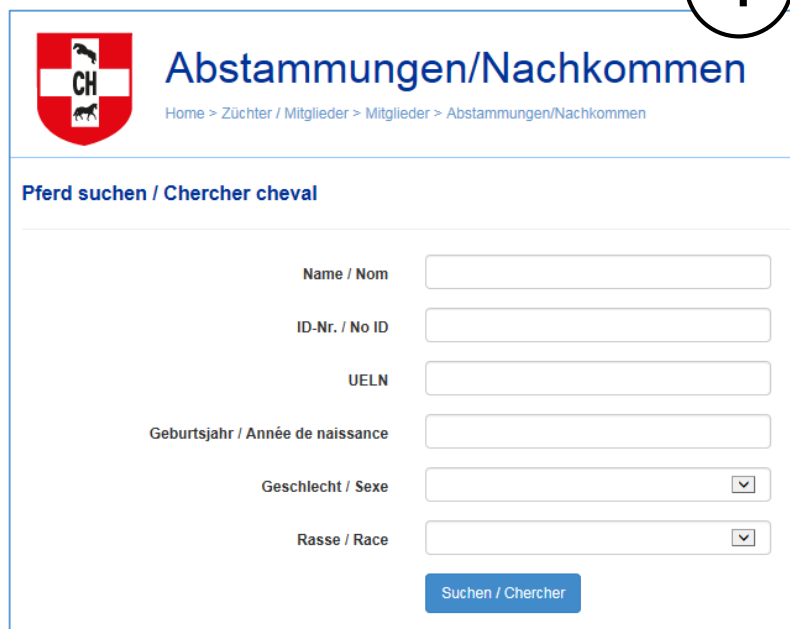 CH
Abstammungen/Nachkommen
Home > Züchter / Mitglieder > Mitglieder > Abstammungen/Nachkommen
Pferd suchen / Chercher cheval
Name / Nom
ID-Nr. / No ID
UELN
Geburtsjahr / Année de naissance
Geschlecht / Sexe
Rasse / Race
Suchen / Chercher